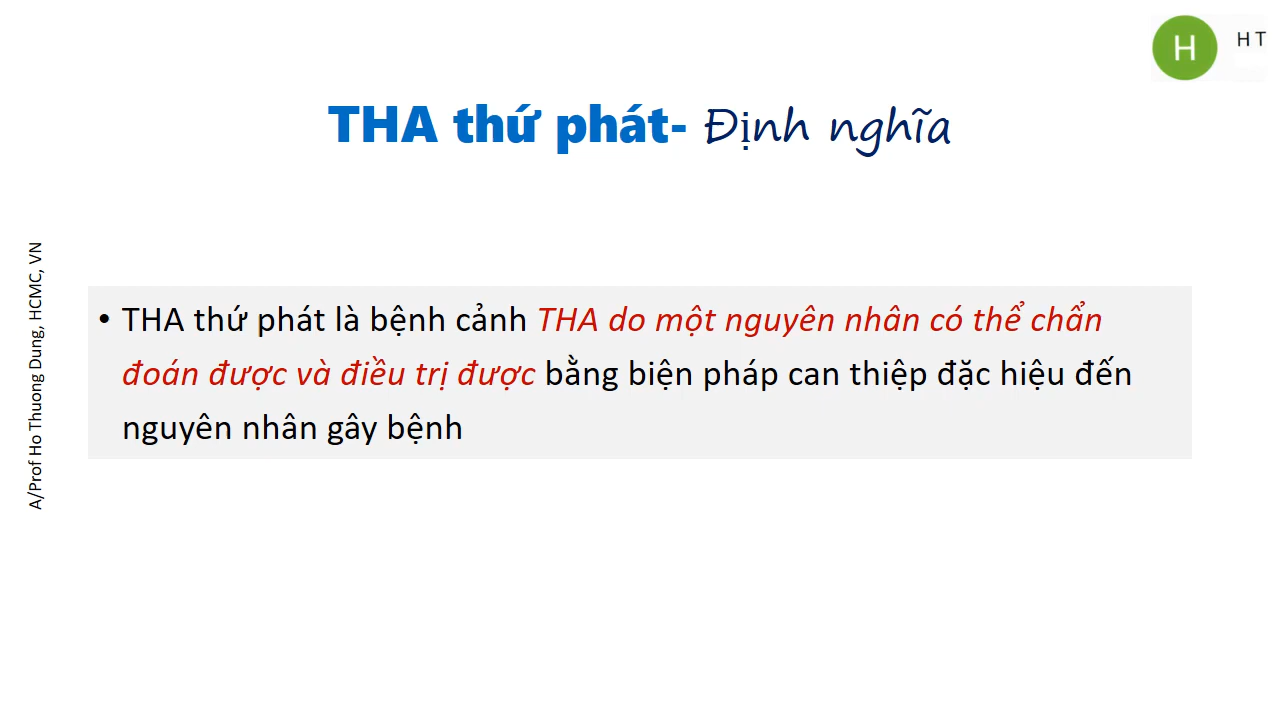 H
H T
THA thứ phát- Định nghĩa
A/Prof Ho Thuong Dung, HCMC, VN
• THA thứ phát là bệnh cảnh THA do một nguyên nhân có thể chẩn
đoán được và điều trị được bằng biện pháp can thiệp đặc hiệu đến
nguyên nhân gây bệnh